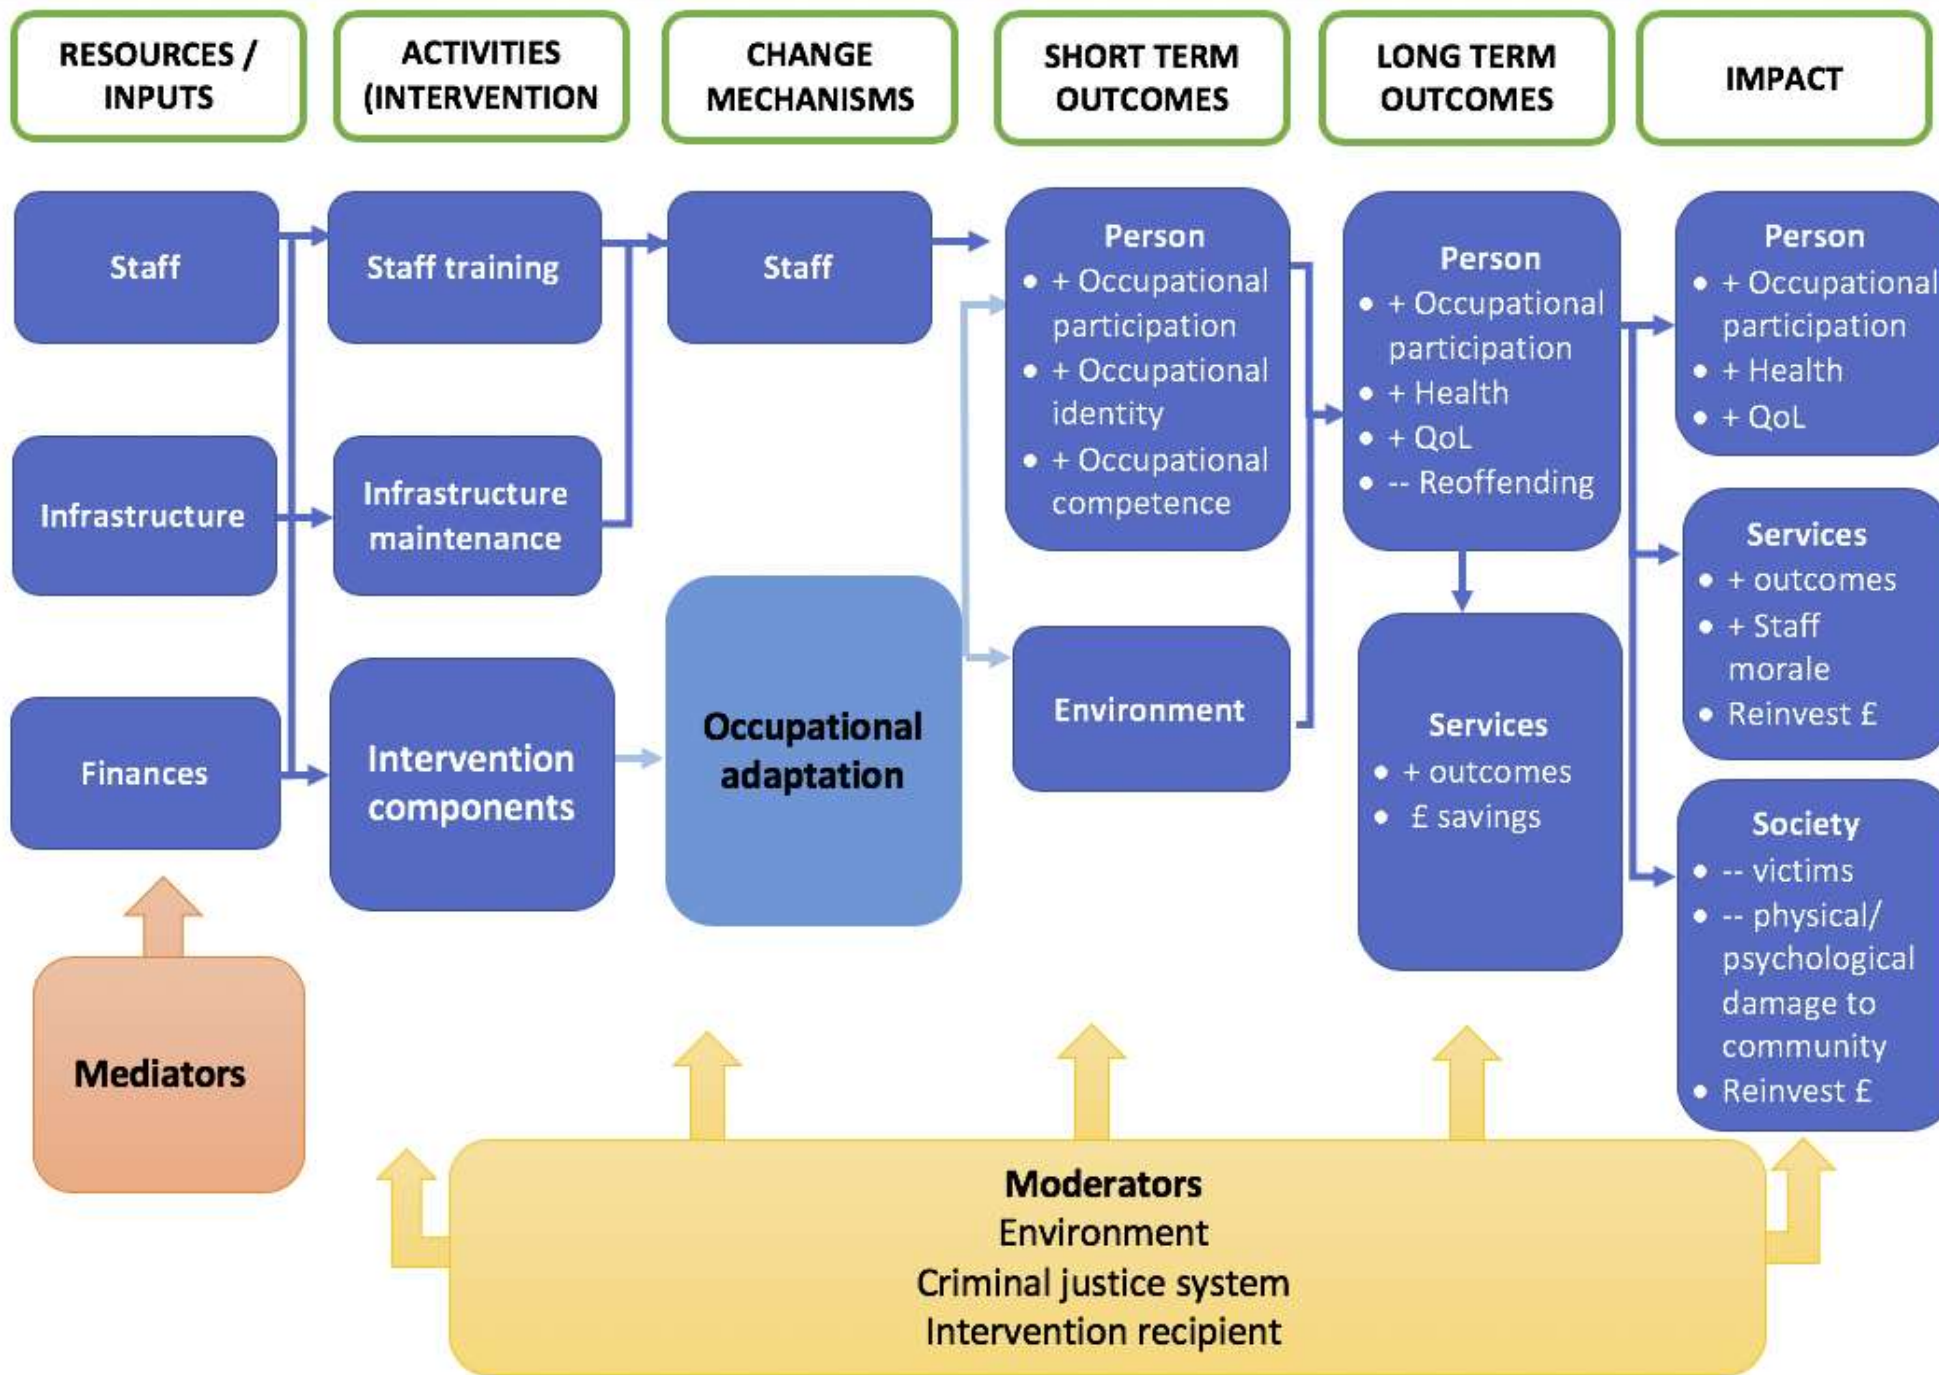 RESOURCES /
INPUTS
ACTIVITIES
(INTERVENTION
CHANGE
MECHANISMS
SHORT TERM
OUTCOMES
LONG TERM
OUTCOMES
IMPACT
Staff
Infrastructure
Finances
Mediators
Staff training
Infrastructure
maintenance
Intervention
components
Staff
Occupational
adaptation
Person
• + Occupational
participation
• + Occupational
identity
• + Occupational
competence
Environment
Person
• + Occupational
participation
• + Health
• + QoL
• -- Reoffending
Services
• + outcomes
• £ savings
Person
• + Occupational
participation
• + Health
• + QoL
Services
• + outcomes
• + Staff
morale
• Reinvest £
Society
• -- victims
• -- physical/
psychological
damage to
community
• Reinvest £
Moderators
Environment
Criminal justice system
Intervention recipient